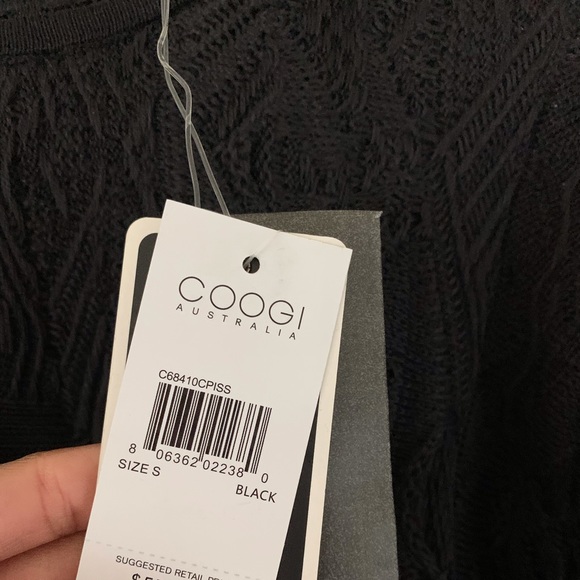 COOGI
AUSTRALIA
C68410CPISS
8 06362 02238 0
SIZE S
BLACK
SUGGESTED RETAIL